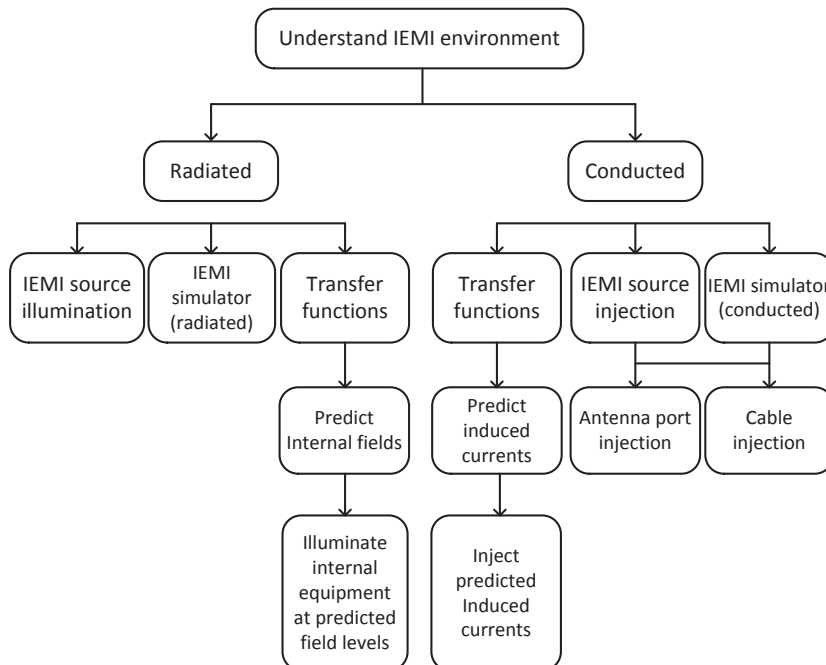 Understand IEMI environment
Radiated
Conducted
IEMI source
illumination
IEMI
simulator
(radiated)
Transfer
functions
Transfer
functions
IEMI source
injection
IEMI simulator
(conducted)
Predict
Internal fields
Predict
induced
currents
Antenna port
injection
Cable
injection
Illuminate
internal
equipment
at predicted
field levels
Inject
predicted
Induced
currents